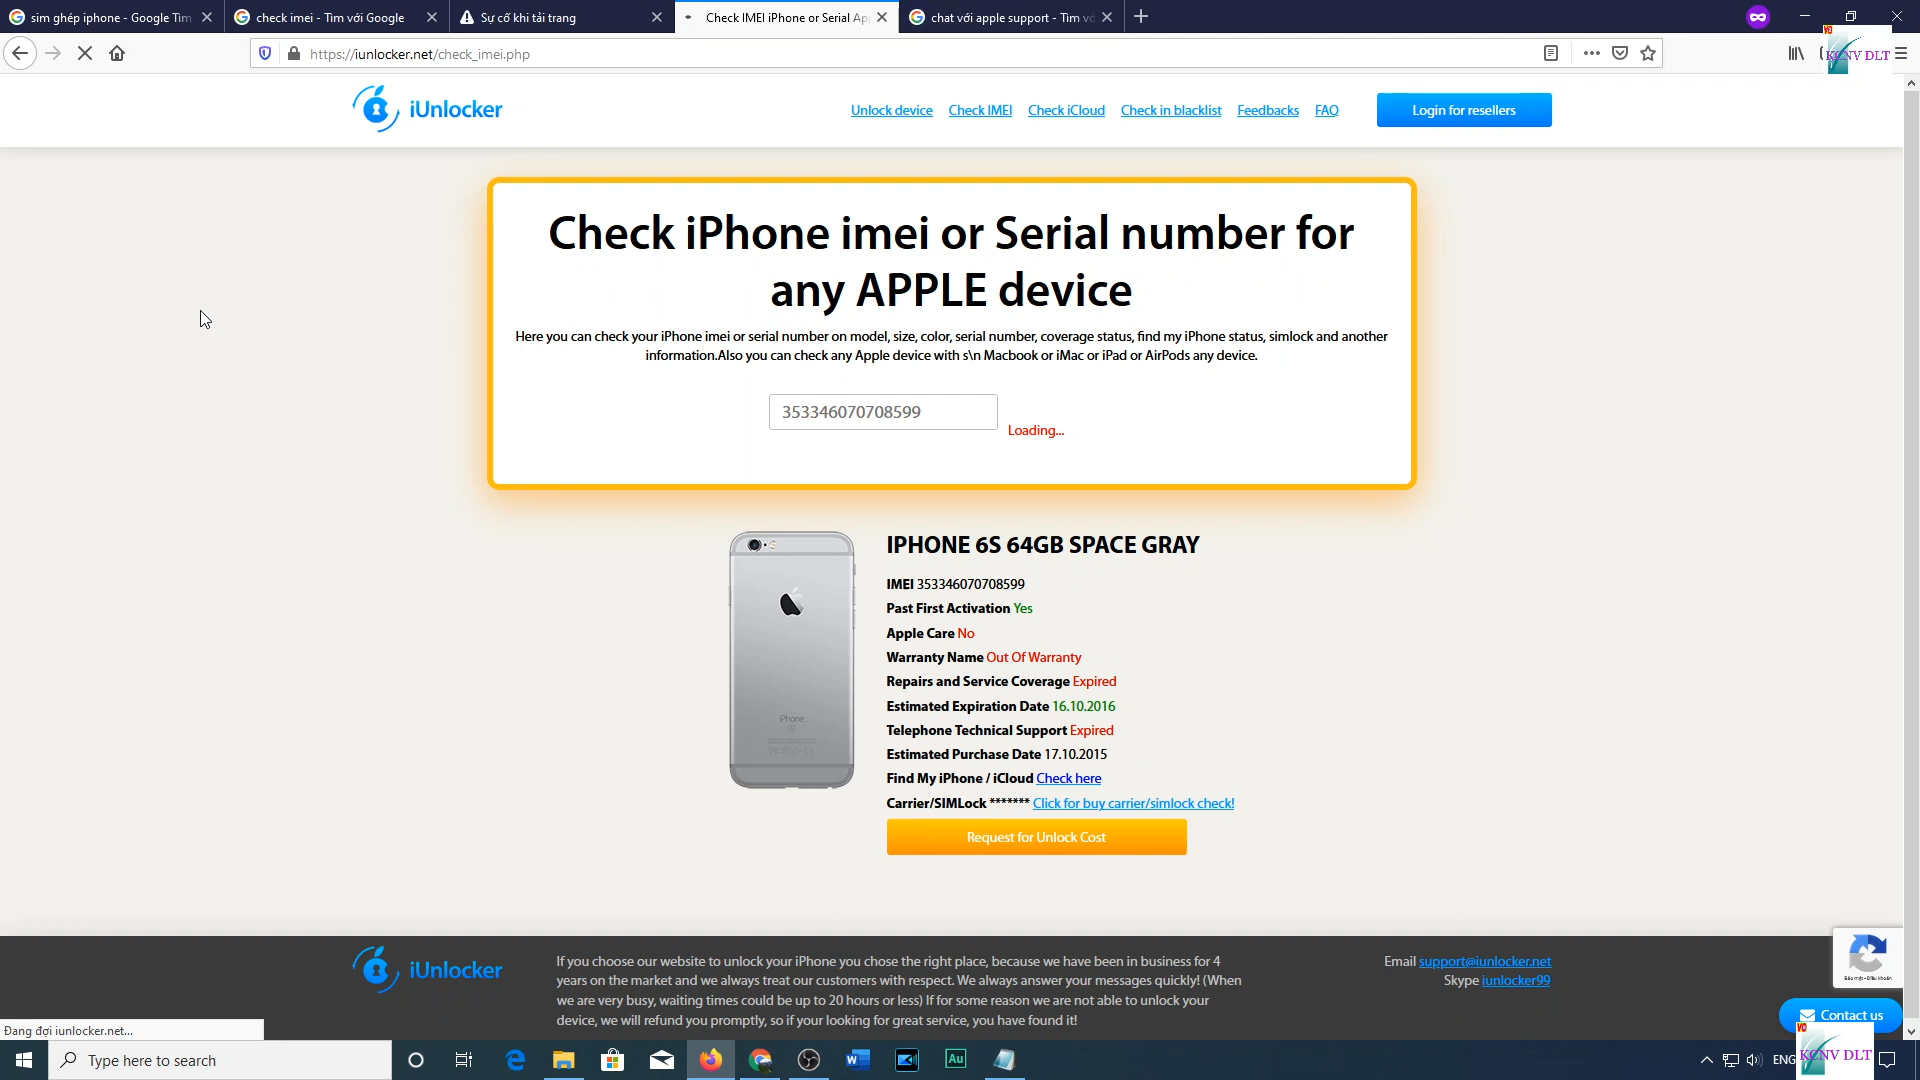 sim ghép iphone - Google Tìm
check imei - Tìm với Google
Sự cố khi tải trang
Check IMEI iPhone or Serial Ap
chat với apple support - Tìm vớ
https://iunlocker.net/check_imei.php
VO
KCNV DLT
iUnlocker
Unlock device
Check IMEI
Check iCloud
Check in blacklist
Feedbacks
FAQ
Login for resellers
Check iPhone imei or Serial number for
any APPLE device
Here you can check your iPhone imei or serial number on model, size, color, serial number, coverage status, find my iPhone status, simlock and another
information.Also you can check any Apple device with s\n Macbook or iMac or iPad or AirPods any device.
353346070708599
Loading...
IPHONE 6S 64GB SPACE GRAY
IMEI 353346070708599
Past First Activation Yes
Apple Care No
Warranty Name Out Of Warranty
Repairs and Service Coverage Expired
Estimated Expiration Date 16.10.2016
Telephone Technical Support Expired
Estimated Purchase Date 17.10.2015
Find My iPhone / iCloud Check here
Carrier/SIMLock ******* Click for buy carrier/simlock check!
Request for Unlock Cost
iPhone
iUnlocker
If you choose our website to unlock your iPhone you chose the right place, because we have been in business for 4
years on the market and we always treat our customers with respect. We always answer your messages quickly! (When
we are very busy, waiting times could be up to 20 hours or less) If for some reason we are not able to unlock your
device, we will refund you promptly, so if your looking for great service, you have found it!
Email support@iunlocker.net
Skype iunlocker99
Bảo mật - Điều khoản
Contact us
Đang đợi iunlocker.net...
Type here to search
W
Au
ENG
VO
KCNV DLT